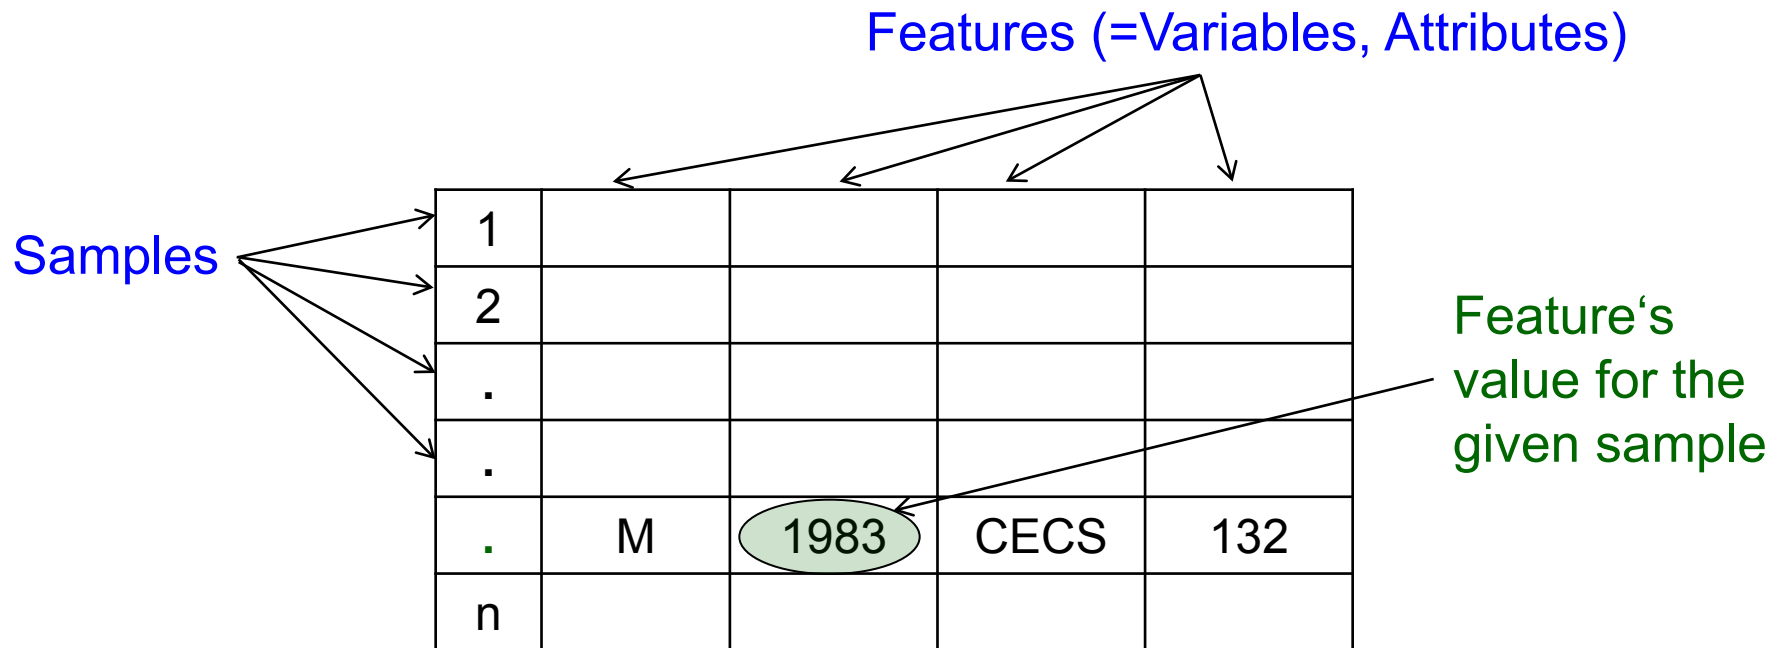 Features (=Variables, Attributes)
Samples
1
2
.
.
. M 1983 CECS 132
n
Feature‘s
value for the
given sample